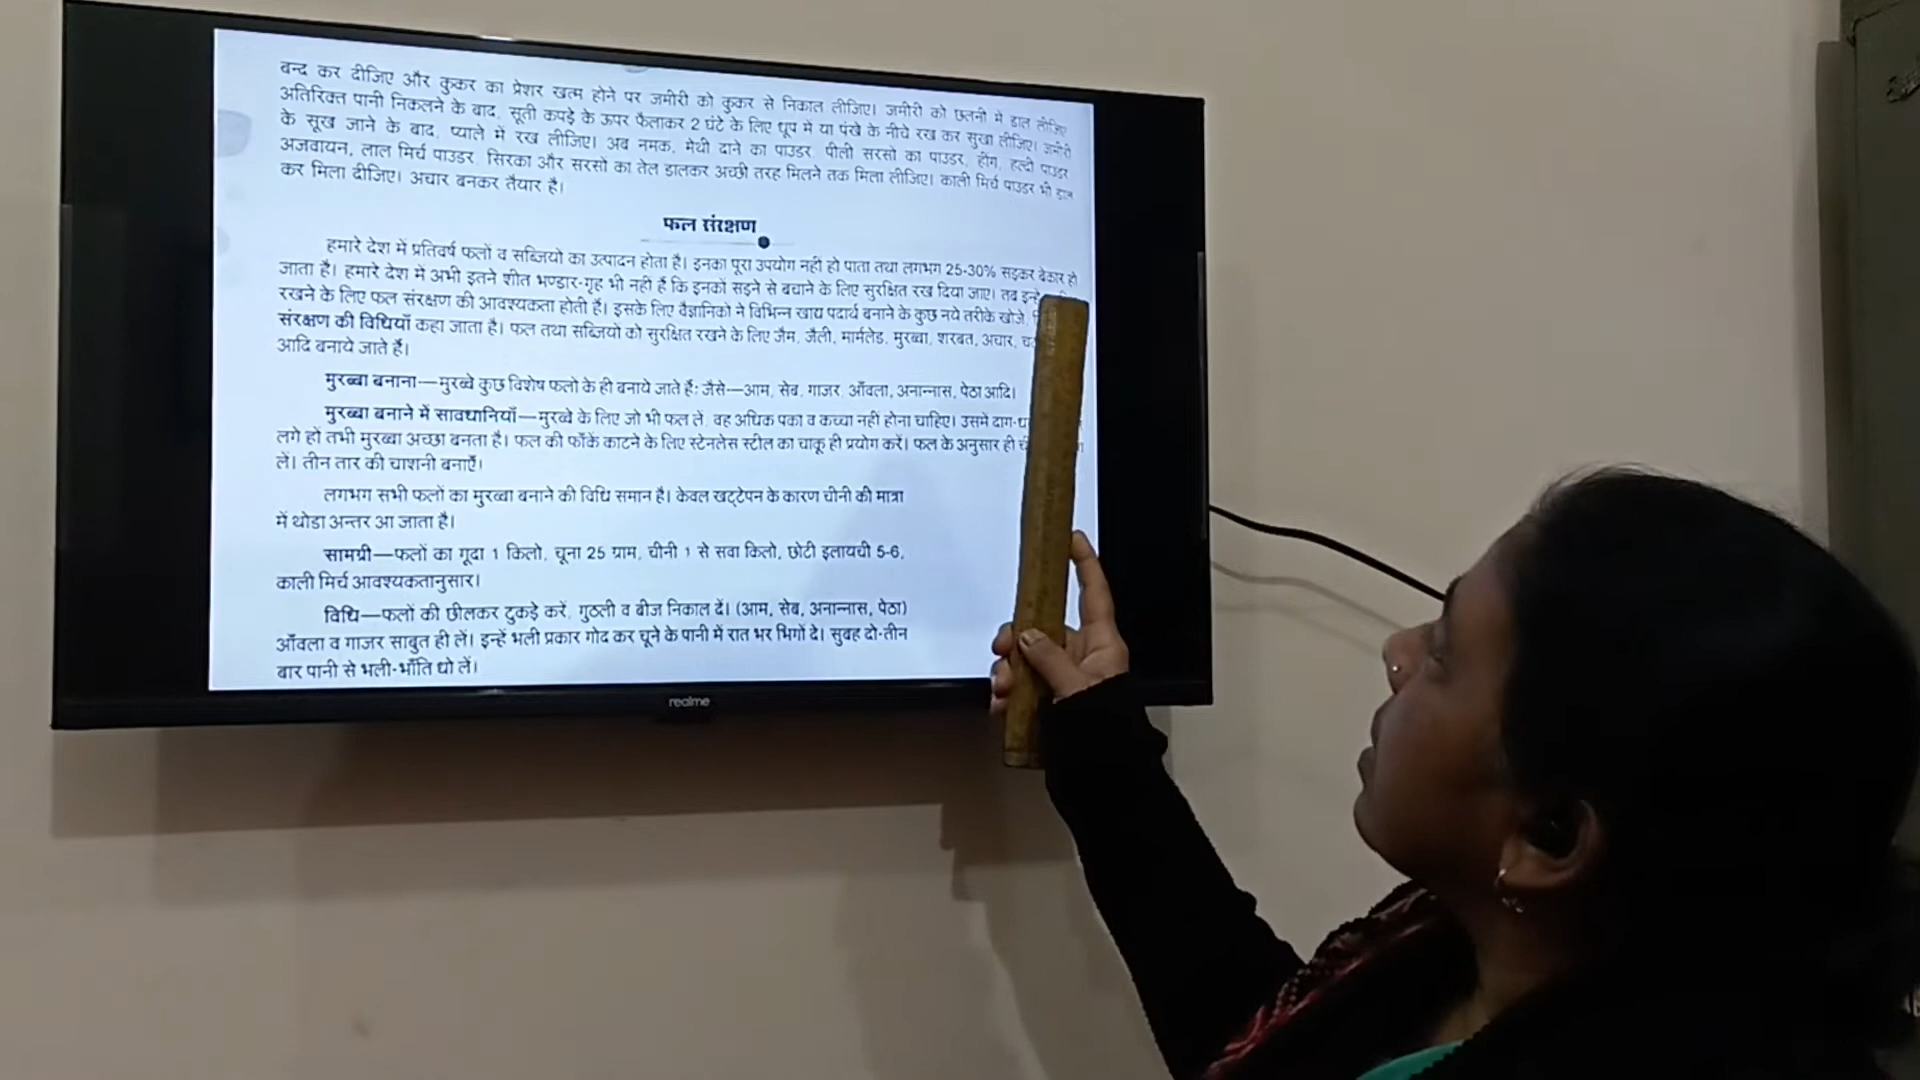 बन्द कर दीजिए और कुकर का प्रेशर खत्म होने पर जमीरी को कुकर से निकात लीजिए। जमीरी को छलनी में डाल लीजिए
अतिरिक्त पानी निकलने के बाद, सूती कपड़े के ऊपर फैलाकर 2 घंटे के लिए धूप में या पंखे के नीचे रख कर सुखा लीजिए। जमीरी
के सूख जाने के बाद, प्याले में रख लीजिए। अब नमक, मेथी दाने का पाउडर, पीली सरसो का पाउडर, हींग, हल्दी पाउडर
अजवायन, लाल मिर्च पाउडर, सिरका और सरसो का तेल डालकर अच्छी तरह मिलने तक मिला लीजिए। काली मिर्च पाउडर भी डाल
कर मिला दीजिए। अचार बनकर तैयार है।
फल संरक्षण
हमारे देश में प्रतिवर्ष फलों व सब्जियो का उत्पादन होता है। इनका पूरा उपयोग नही हो पाता तथा लगभग 25-30% सड़कर बेकार हो
जाता है। हमारे देश में अभी इतने शीत भण्डार-गृह भी नहीं हैं कि इनकों सड़ने से बचाने के लिए सुरक्षित रख दिया जाए। तब इन्हे
रखने के लिए फल संरक्षण की आवश्यकता होती है। इसके लिए वैज्ञानिको ने विभिन्न खाद्य पदार्थ बनाने के कुछ नये तरीके खोजे,
संरक्षण की विधियाँ कहा जाता है। फल तथा सब्जियो को सुरक्षित रखने के लिए जैम, जैली, मार्मलेड, मुरब्बा, शरबत, अचार,
आदि बनाये जाते हैं।
मुरब्बा बनाना—मुरब्बे कुछ विशेष फलो के ही बनाये जाते हैं; जैसे—आम, सेब, गाजर, आँवला, अनान्नास, पेठा आदि।
मुरब्बा बनाने में सावधानियाँ—मुरब्बे के लिए जो भी फल ले, वह अधिक पका व कच्चा नहीं होना चाहिए। उसमे
लगे हों तभी मुरब्बा अच्छा बनता है। फल की फाँकें काटने के लिए स्टेनलेस स्टील का चाकू ही प्रयोग करें। फल के अनुसार ही
लें। तीन तार की चाशनी बनाएँ।
लगभग सभी फलों का मुरब्बा बनाने की विधि समान है। केवल खट्टेपन के कारण चीनी की मात्रा
में थोडा अन्तर आ जाता है।
सामग्री—फलों का गूदा 1 किलो, चूना 25 ग्राम, चीनी 1 से सवा किलो, छोटी इलायची 5-6,
काली मिर्च आवश्यकतानुसार।
विधि—फलों की छीलकर टुकड़े करें, गुठली व बीज निकाल दें। (आम, सेब, अनान्नास, पेठा)
आँवला व गाजर साबुत ही लें। इन्हें भली प्रकार गोद कर चूने के पानी में रात भर भिगों दे। सुबह दो-तीन
बार पानी से भली-भाँति धो लें।
realme